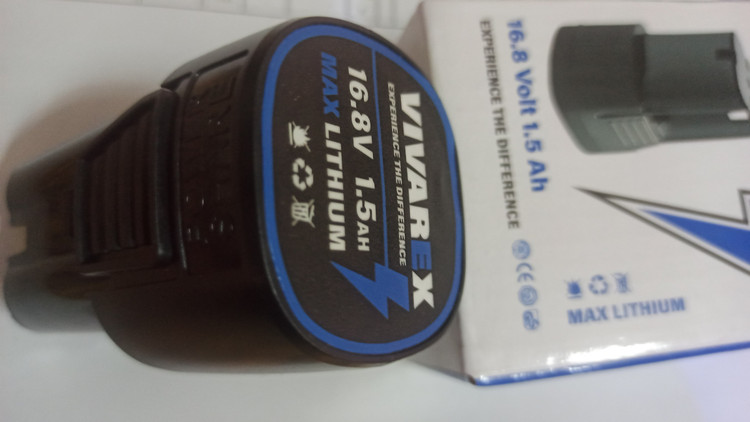 VIVAREX
EXPERIENCE THE DIFFERENCE
16.8V 1.5AH
MAX LITHIUM
16.8 Volt 1.5 Ah
EXPERIENCE THE DIFFERENCE
CE
MAX LITHIUM